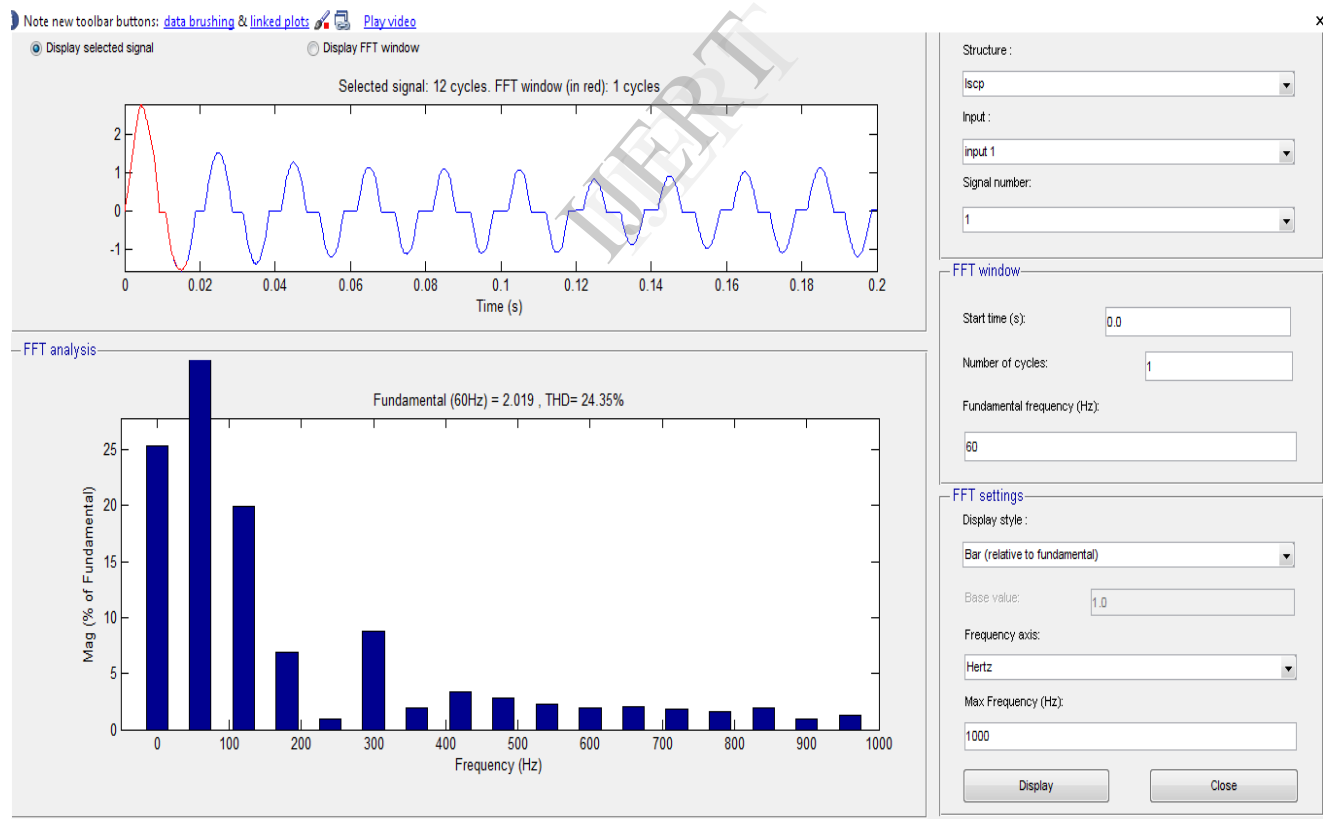 Note new toolbar buttons: data brushing & linked plots Play video x
Display selected signal Display FFT window
Selected signal: 12 cycles. FFT window (in red): 1 cycles
2
1
0
-1
0 0.02 0.04 0.06 0.08 0.1 0.12 0.14 0.16 0.18 0.2
Time (s)
IJERT
FFT analysis
Fundamental (60Hz) = 2.019 , THD= 24.35%
Mag (% of Fundamental)
25
20
15
10
5
0
0 100 200 300 400 500 600 700 800 900 1000
Frequency (Hz)
Structure :
Iscp
Input :
input 1
Signal number:
1
FFT window
Start time (s): 0.0
Number of cycles: 1
Fundamental frequency (Hz):
60
FFT settings
Display style :
Bar (relative to fundamental)
Base value: 1.0
Frequency axis:
Hertz
Max Frequency (Hz):
1000
Display Close